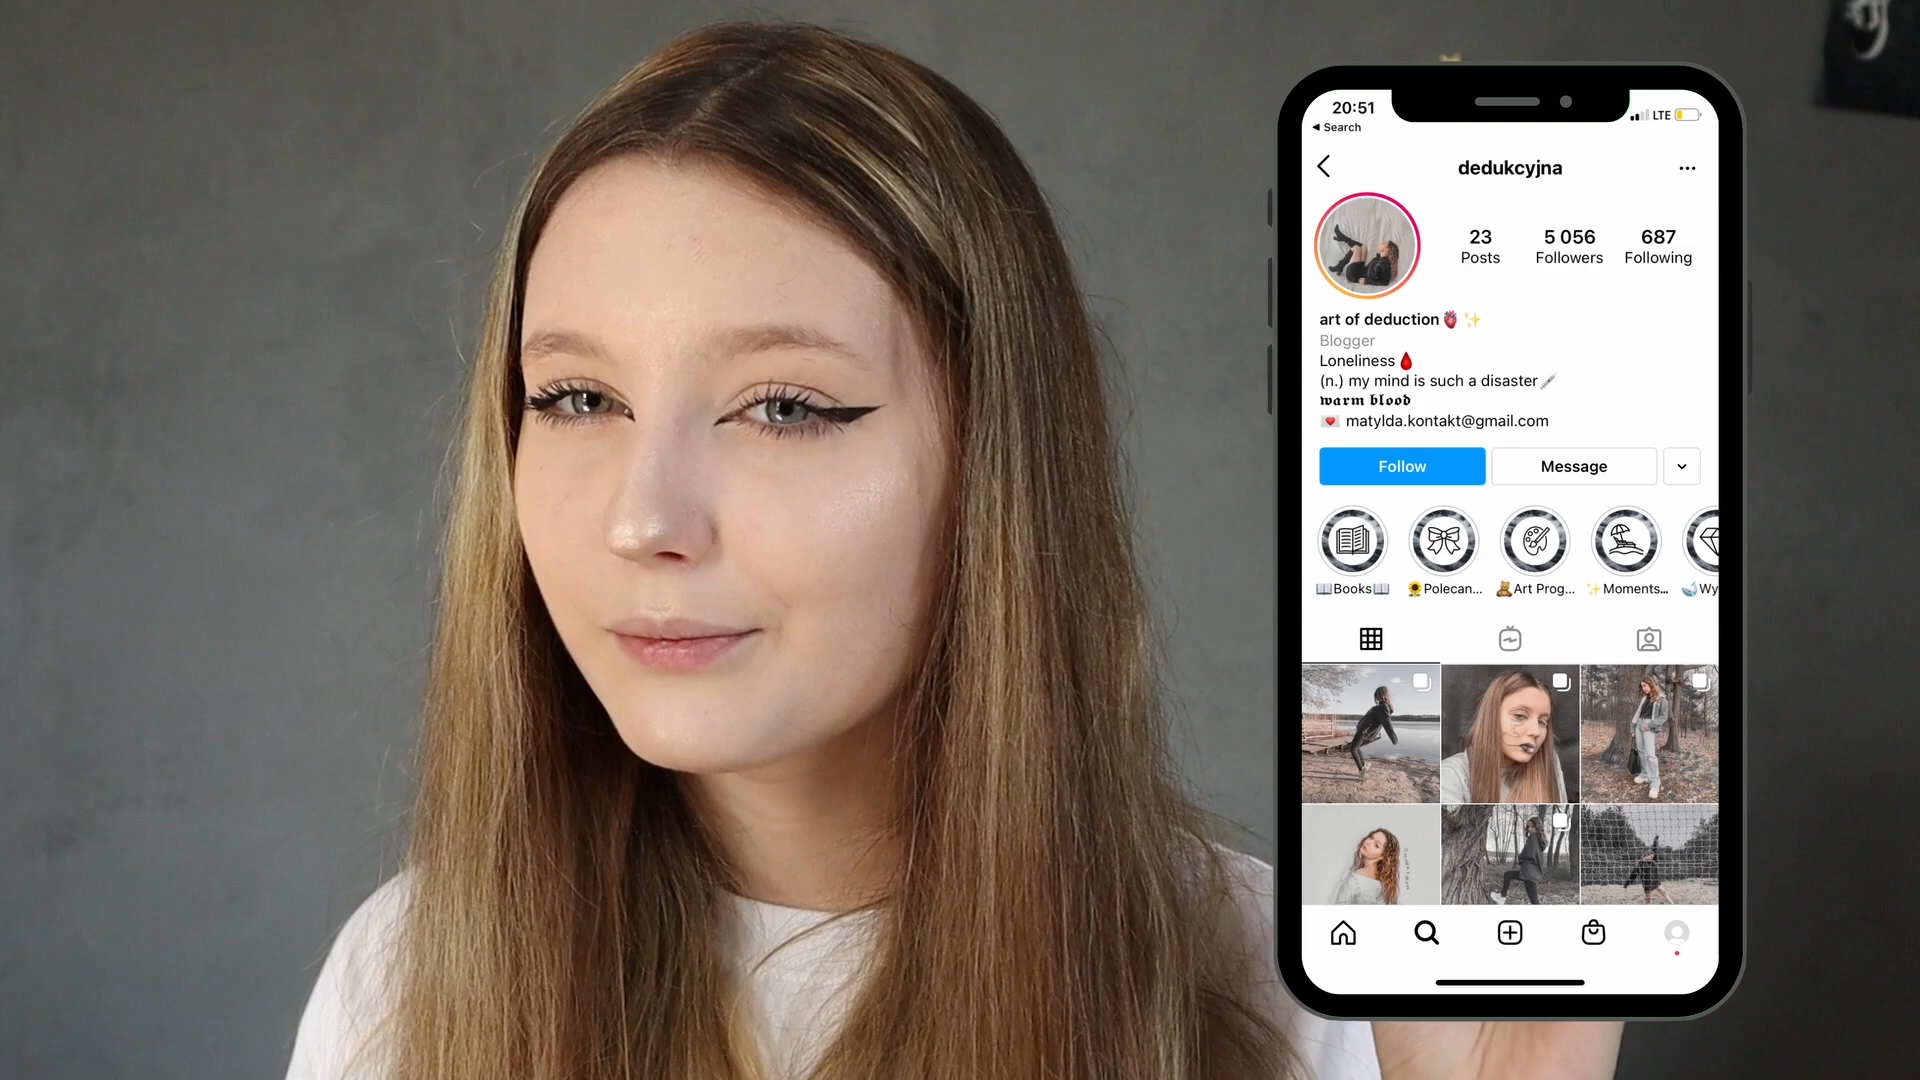 20:51
LTE
◀ Search
dedukcyjna
23
5 056
687
Posts
Followers
Following
art of deduction🫀✨
Blogger
Loneliness🩸
(n.) my mind is such a disaster💉
𝖜𝖆𝖗𝖒 𝖇𝖑𝖔𝖔𝖉
💌 matylda.kontakt@gmail.com
Follow
Message
📖Books📖
🌻Polecan...
🧸Art Prog...
✨Moments...
Wy